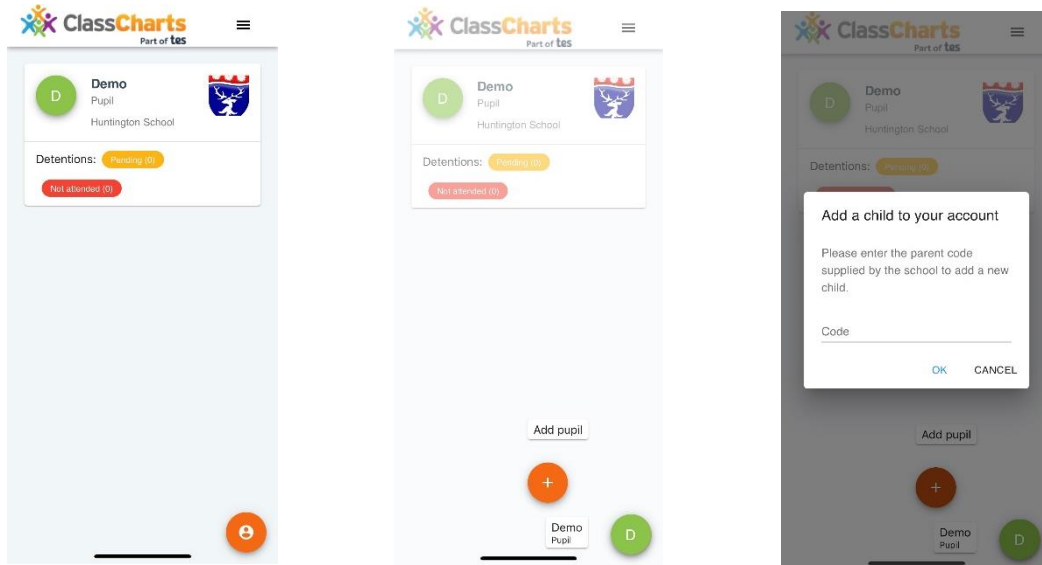 ClassCharts
Part of tes
D
Demo
Pupil
Huntington School
Detentions: Pending (0)
Not attended (0)
ClassCharts
Part of tes
D
Demo
Pupil
Huntington School
Detentions: Pending (0)
Not attended (0)
Add pupil
+
Demo
Pupil
D
ClassCharts
Part of tes
D
Demo
Pupil
Huntington School
Detentions: Pending (0)
Add a child to your account
Please enter the parent code
supplied by the school to add a new
child.
Code
OK CANCEL
Add pupil
+
Demo
Pupil
D